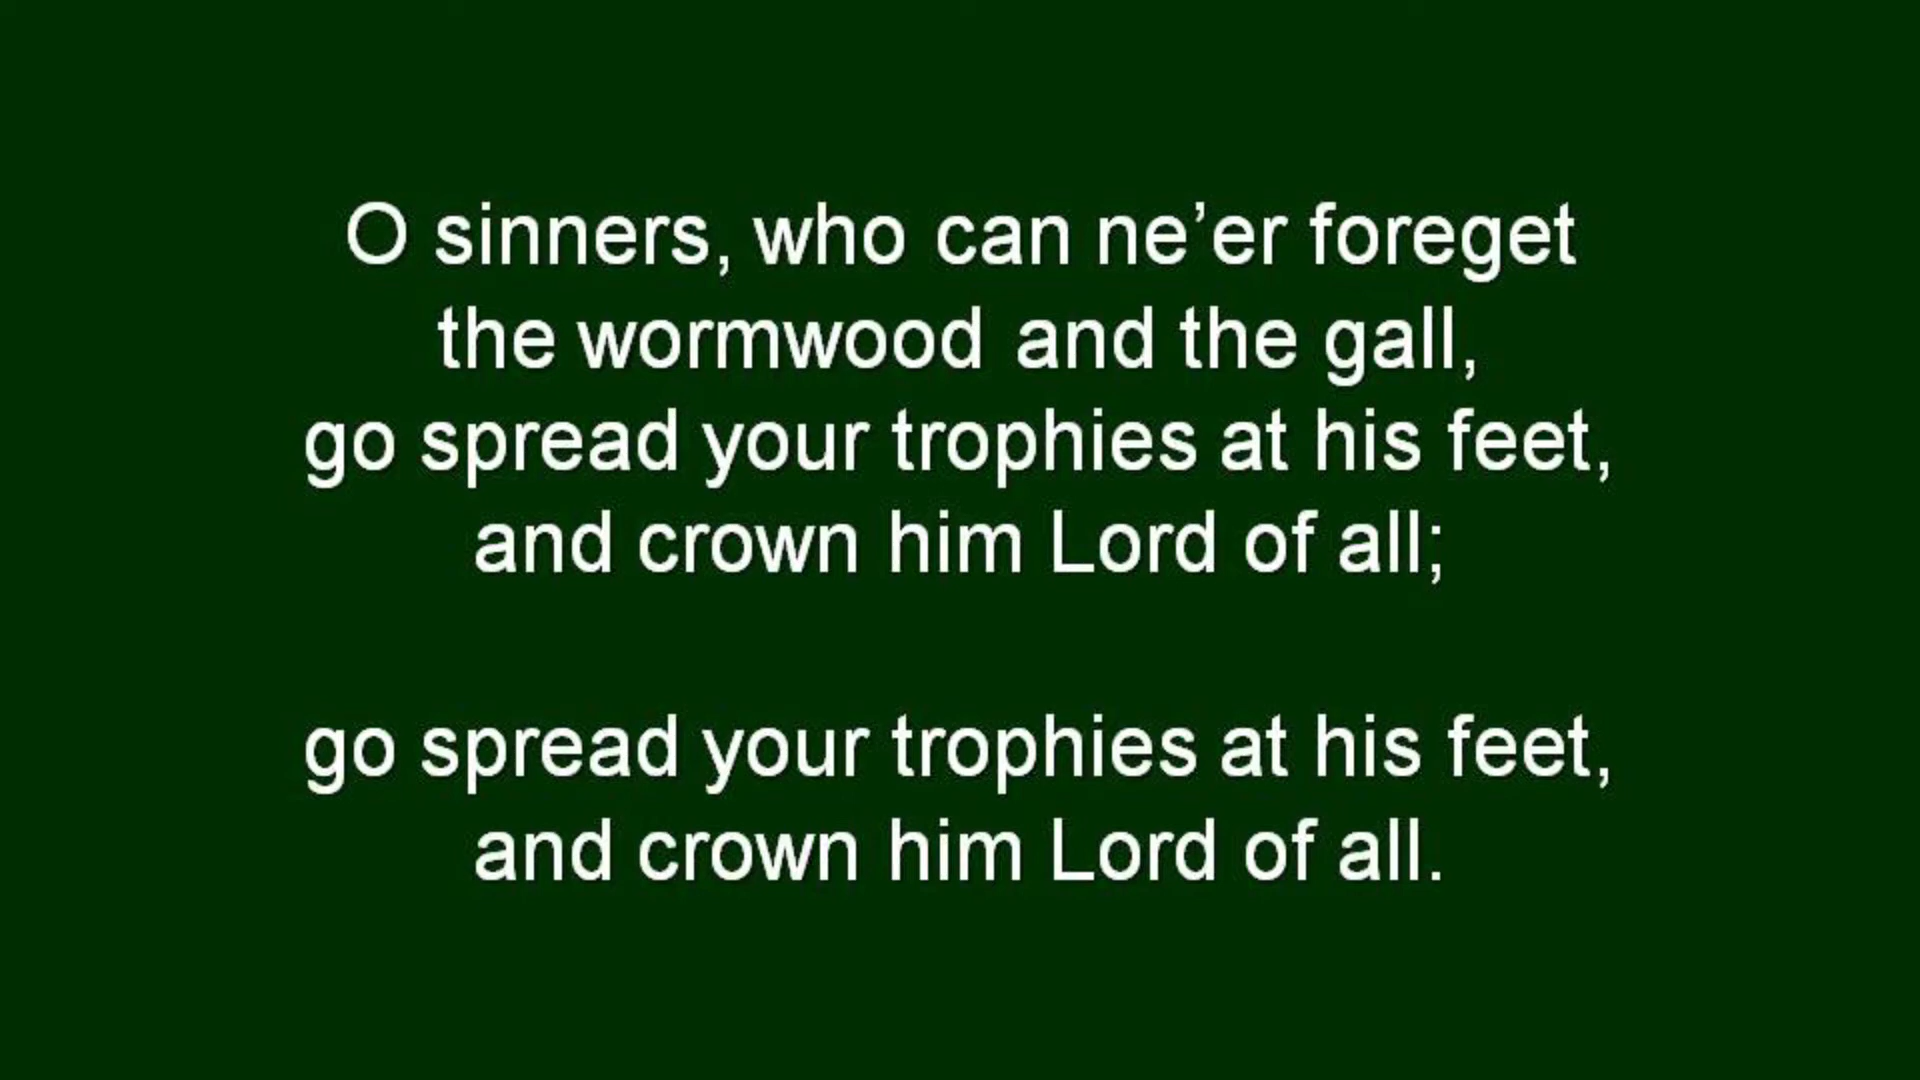 O sinners, who can ne’er foreget
the wormwood and the gall,
go spread your trophies at his feet,
and crown him Lord of all;
go spread your trophies at his feet,
and crown him Lord of all.